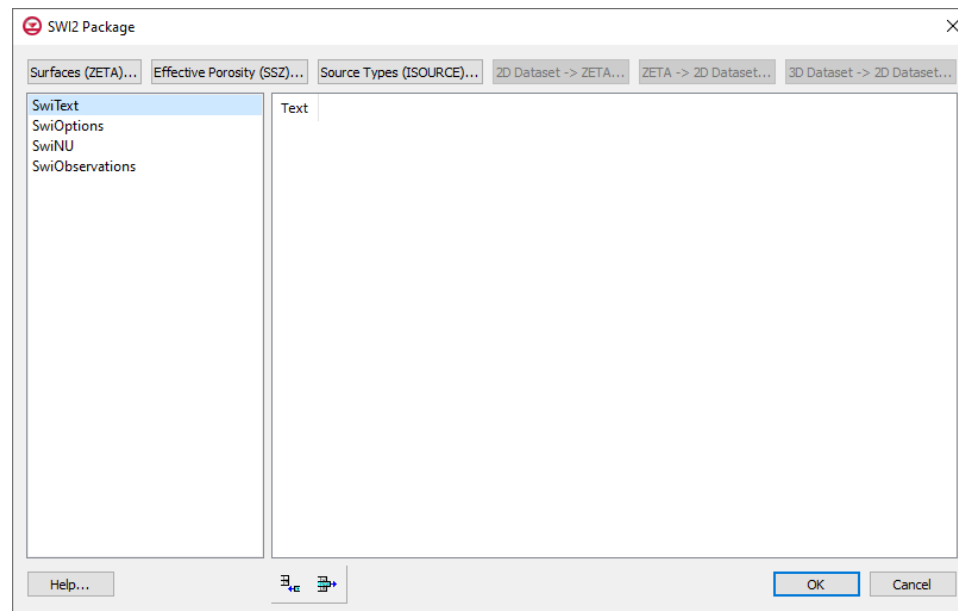 SWI2 Package
Surfaces (ZETA)... Effective Porosity (SSZ)... Source Types (ISOURCE)... 2D Dataset -> ZETA... ZETA -> 2D Dataset... 3D Dataset -> 2D Dataset...
SwiText
SwiOptions
SwiNU
SwiObservations
Text
Help... OK Cancel